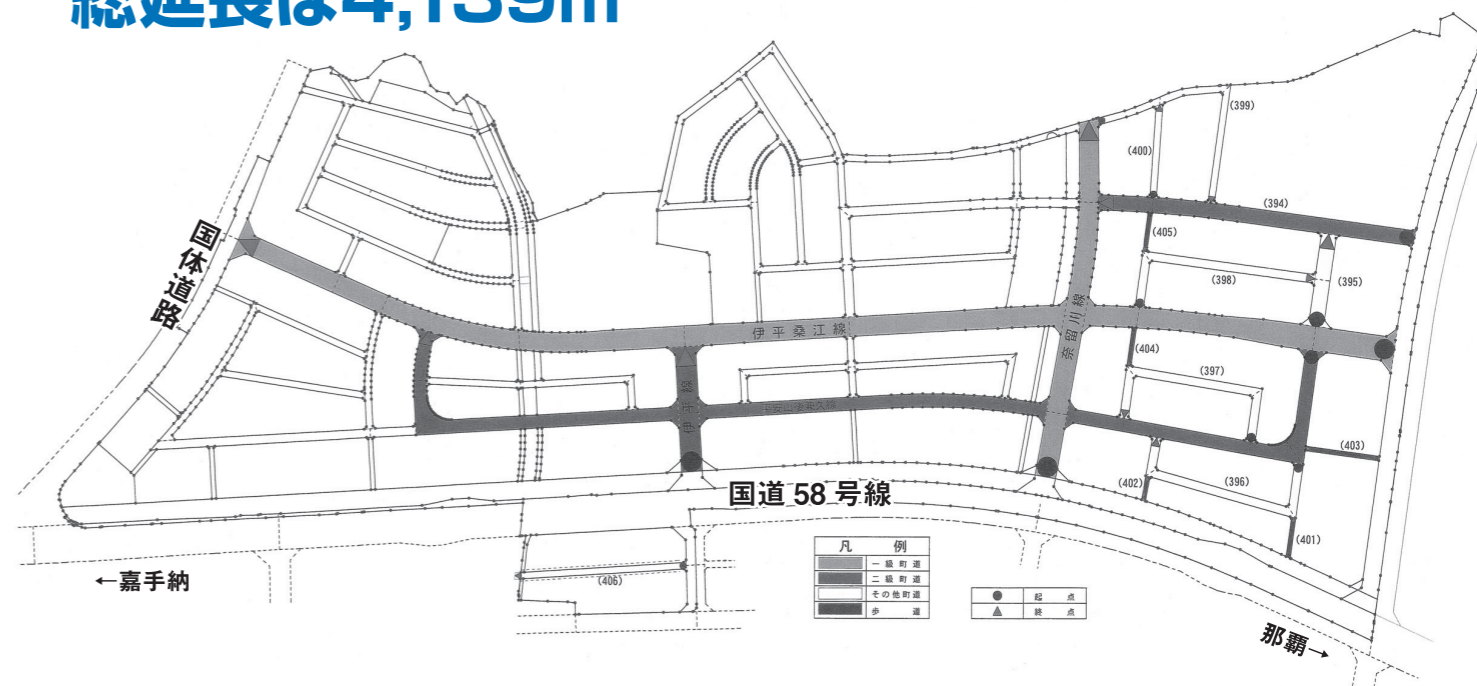 総延長は4,139m
(399)
(400)
(394)
国体道路
(405)
(398)
(395)
伊平桑江線
奈留川線
(404)
(397)
伊平線
(403)
国道58号線
(402)
(396)
(401)
←嘉手納
(406)
凡 例
一級町道
二級町道
その他町道
歩 道
● 起 点
▲ 終 点
那覇→